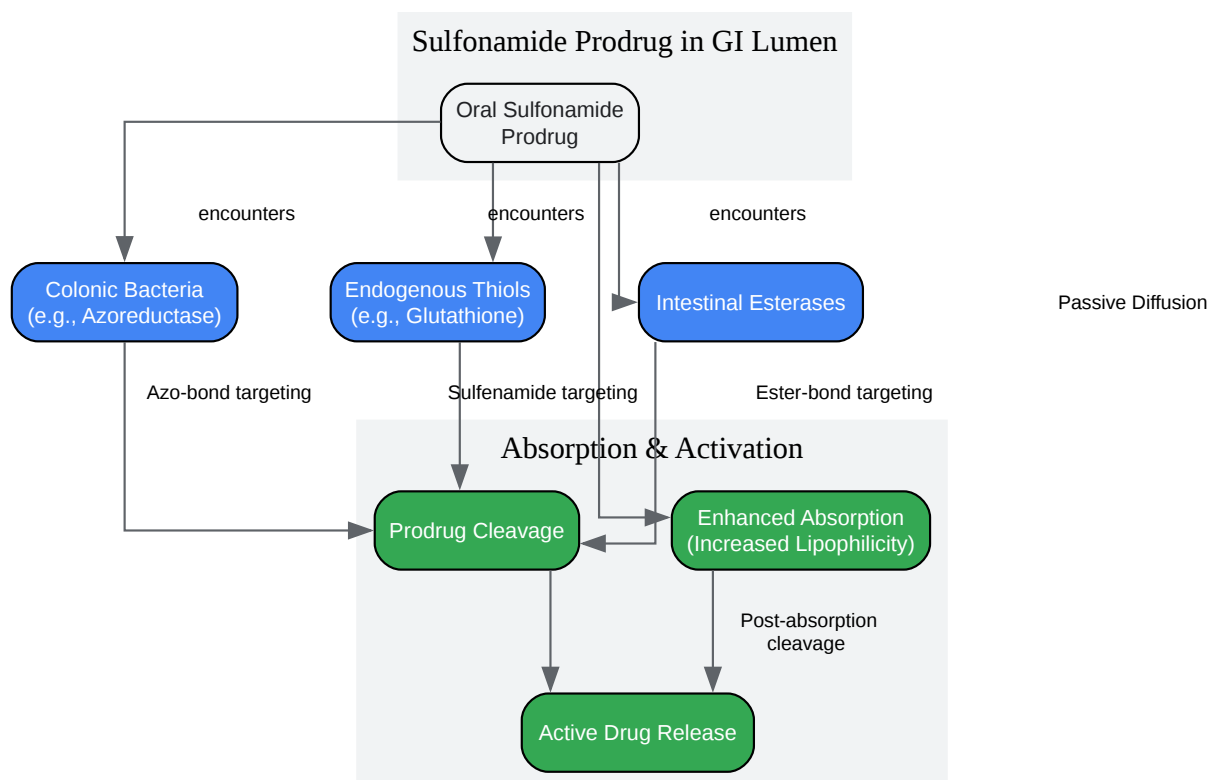 Sulfonamide Prodrug in GI Lumen
Oral Sulfonamide
Prodrug
encounters
encounters
encounters
Colonic Bacteria
(e.g., Azoreductase)
Endogenous Thiols
(e.g., Glutathione)
Intestinal Esterases
Passive Diffusion
Azo-bond targeting
Sulfenamide targeting
Ester-bond targeting
Absorption & Activation
Prodrug Cleavage
Enhanced Absorption
(Increased Lipophilicity)
Post-absorption
cleavage
Active Drug Release